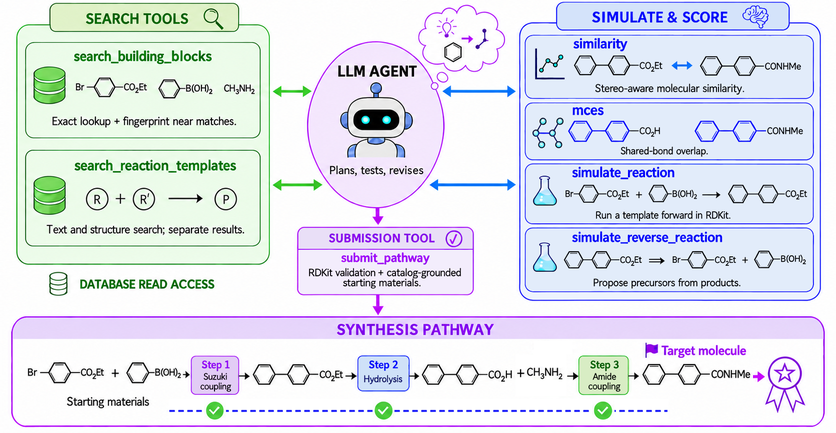 SEARCH TOOLS
search_building_blocks
Br CO₂Et B(OH)₂ CH₃NH₂
Exact lookup + fingerprint near matches.
search_reaction_templates
R + R′ P
Text and structure search; separate results.
DATABASE READ ACCESS
LLM AGENT
Plans, tests, revises
SUBMISSION TOOL
submit_pathway
RDKit validation + catalog-grounded
starting materials.
SIMULATE & SCORE
similarity
CO₂Et CONHMe
Stereo-aware molecular similarity.
mces
CO₂H CONHMe
Shared-bond overlap.
simulate_reaction
Br CO₂Et + B(OH)₂ CO₂Et
Run a template forward in RDKit.
simulate_reverse_reaction
CO₂Et Br CO₂Et + B(OH)₂
Propose precursors from products.
SYNTHESIS PATHWAY
Br CO₂Et + B(OH)₂
Starting materials
Step 1
Suzuki
coupling
CO₂Et
Step 2
Hydrolysis
CO₂H + CH₃NH₂
Step 3
Amide
coupling
Target molecule
CONHMe